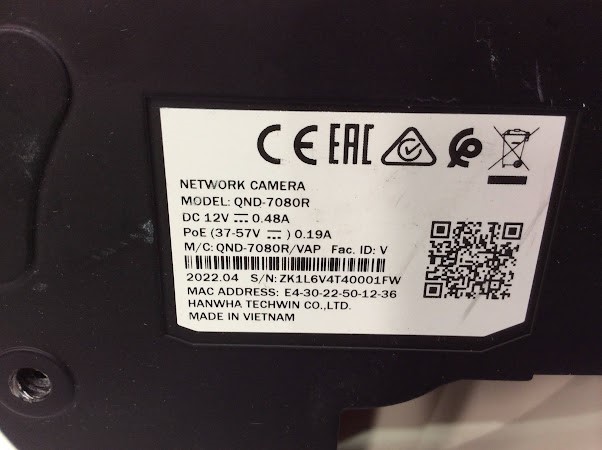 CE EAC
NETWORK CAMERA
MODEL: QND-7080R
DC 12V ⎓ 0.48A
PoE (37-57V ⎓ ) 0.19A
M/C: QND-7080R/VAP Fac. ID: V
2022.04 S/N: ZK1L6V4T40001FW
MAC ADDRESS: E4-30-22-50-12-36
HANWHA TECHWIN CO.,LTD.
MADE IN VIETNAM